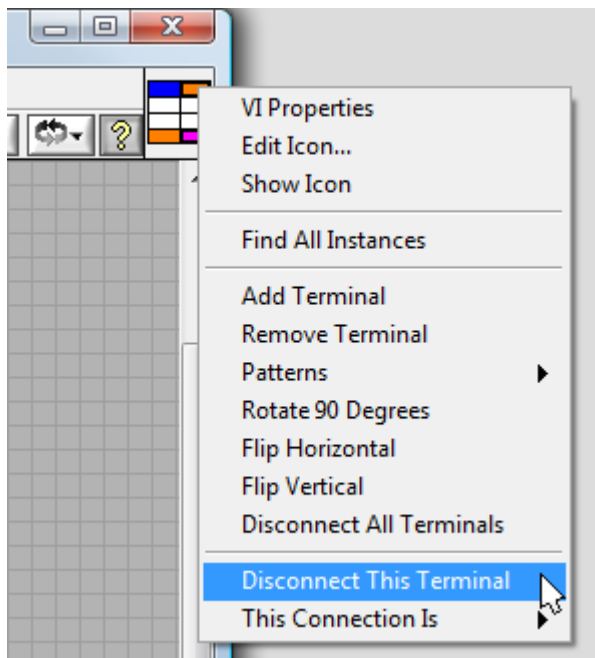 VI Properties
Edit Icon...
Show Icon
Find All Instances
Add Terminal
Remove Terminal
Patterns
Rotate 90 Degrees
Flip Horizontal
Flip Vertical
Disconnect All Terminals
Disconnect This Terminal
This Connection Is